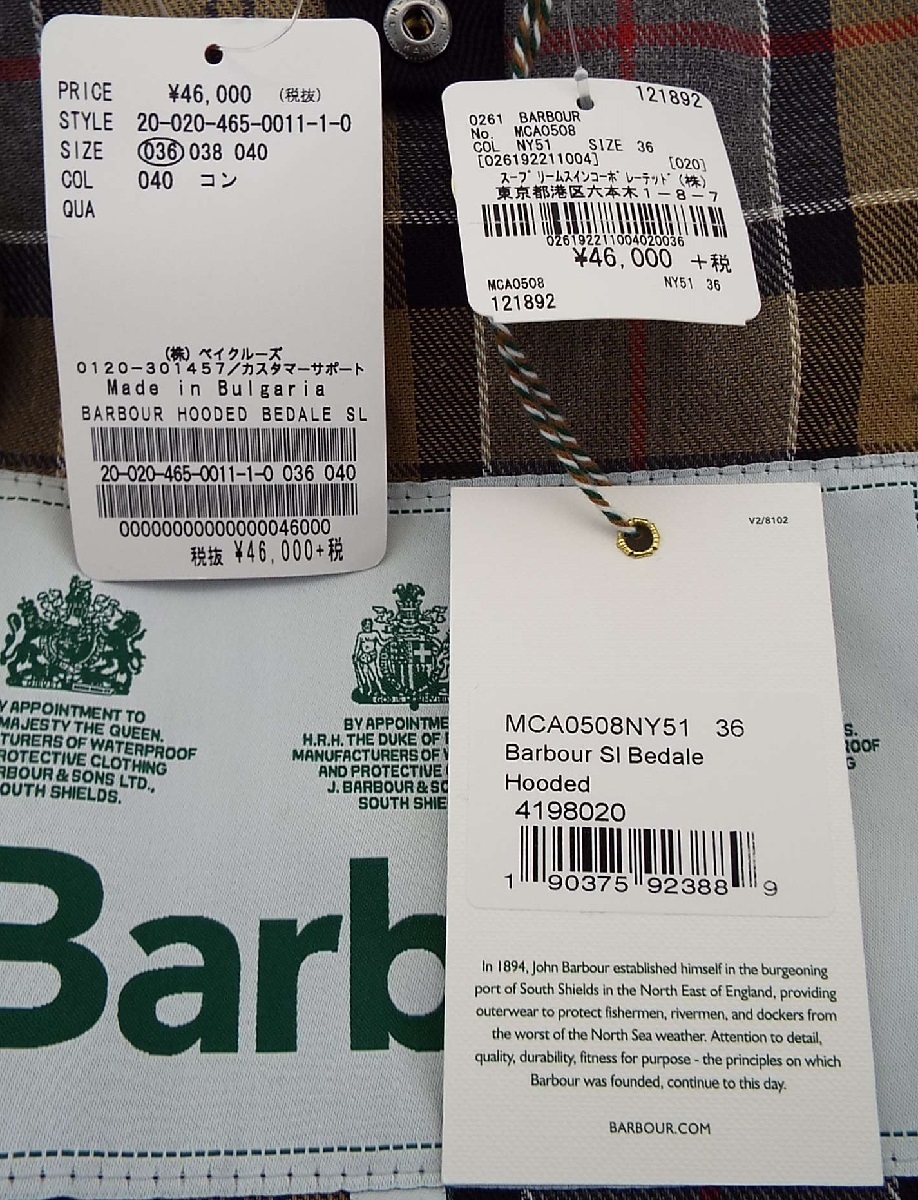 PRICE ¥46,000 (税抜)
STYLE 20-020-465-0011-1-0
SIZE 036 038 040
COL 040 コン
QUA
(株) ベイクルーズ
0120-301457/カスタマーサポート
Made in Bulgaria
BARBOUR HOODED BEDALE SL
20-020-465-0011-1-0 036 040
00000000000000046000
税抜 ¥46,000+税
121892
0261 BARBOUR
No. MCA0508
COL NY51 SIZE 36
[026192211004] [020]
スープリームスインコーポレーテッド(株)
東京都港区六本木1-8-7
026192211004020036
¥46,000 +税
MCA0508 NY51 36
121892
V2/8102
MCA0508NY51 36
Barbour Sl Bedale
Hooded
4198020
1 90375 92388 9
In 1894, John Barbour established himself in the burgeoning
port of South Shields in the North East of England, providing
outerwear to protect fishermen, rivermen, and dockers from
the worst of the North Sea weather. Attention to detail,
quality, durability, fitness for purpose - the principles on which
Barbour was founded, continue to this day.
BARBOUR.COM
Y APPOINTMENT TO
MAJESTY THE QUEEN.
TURERS OF WATERPROOF
ROTECTIVE CLOTHING
RBOUR & SONS LTD.,
OUTH SHIELDS.
BY APPOINTME
H.R.H. THE DUKE OF
MANUFACTURERS OF
AND PROTECTIVE
J. BARBOUR & SO
SOUTH SHIE
OOF
G
Barb